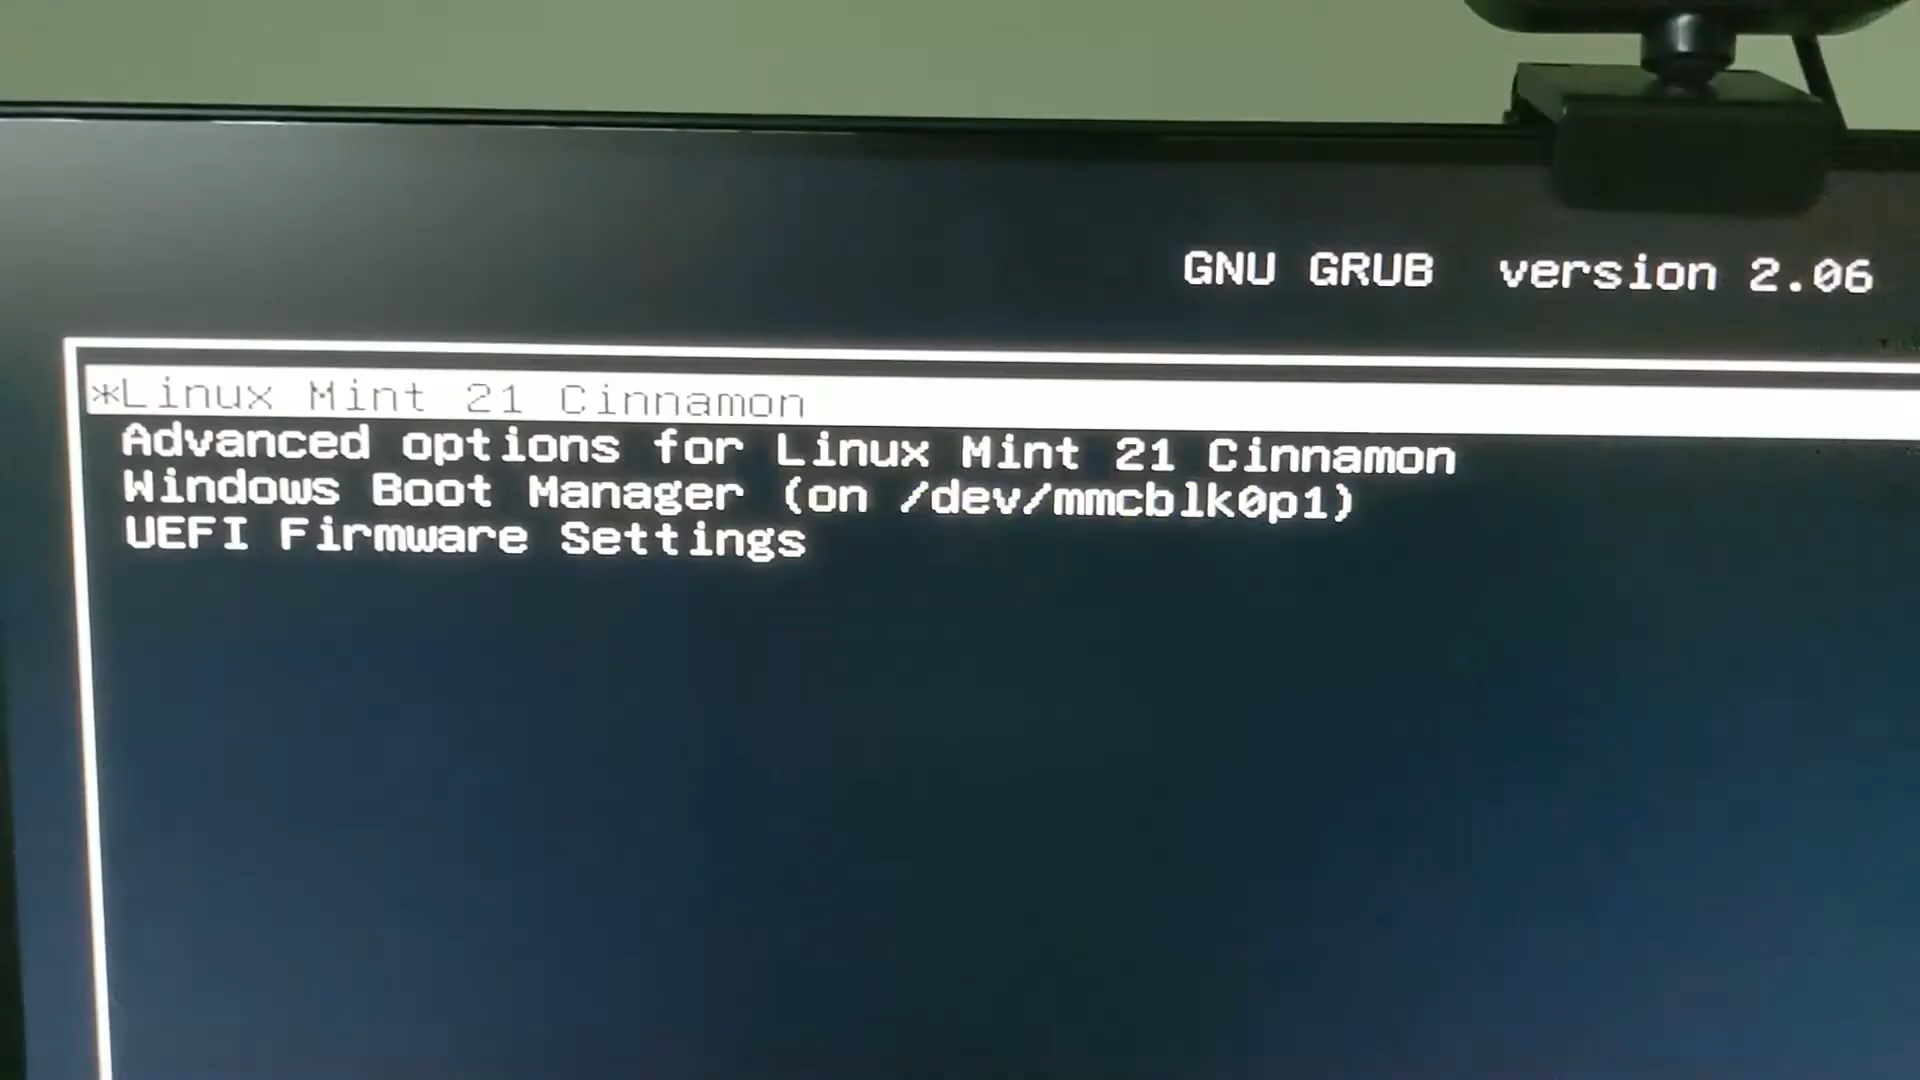 GNU GRUB version 2.06
*Linux Mint 21 Cinnamon
Advanced options for Linux Mint 21 Cinnamon
Windows Boot Manager (on /dev/mmcblk0p1)
UEFI Firmware Settings